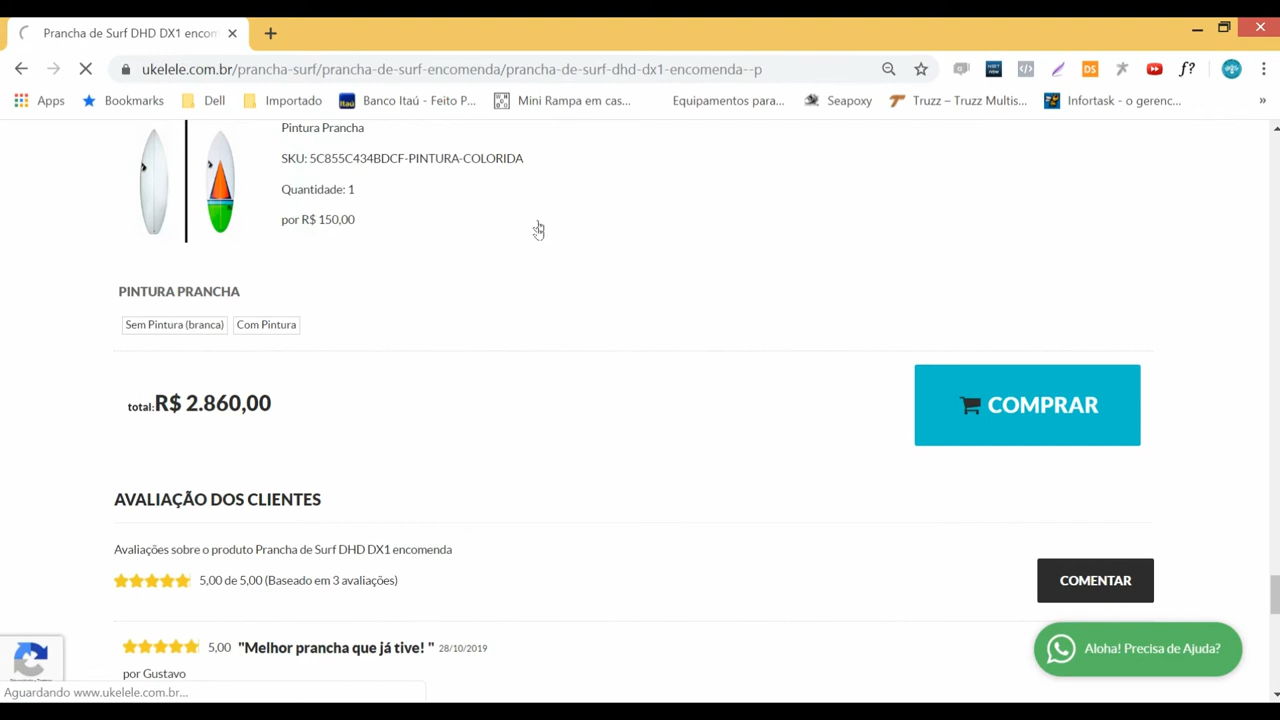 Prancha de Surf DHD DX1 encom
ukelele.com.br/prancha-surf/prancha-de-surf-encomenda/prancha-de-surf-dhd-dx1-encomenda--p
Apps Bookmarks Dell Importado Banco Itaú - Feito P... Mini Rampa em cas... Equipamentos para... Seapoxy Truzz – Truzz Multis... Infortask - o gerenc... »
Pintura Prancha
SKU: 5C855C434BDCF-PINTURA-COLORIDA
Quantidade: 1
por R$ 150,00
PINTURA PRANCHA
Sem Pintura (branca) Com Pintura
total:R$ 2.860,00
COMPRAR
AVALIAÇÃO DOS CLIENTES
Avaliações sobre o produto Prancha de Surf DHD DX1 encomenda
5,00 de 5,00 (Baseado em 3 avaliações)
COMENTAR
5,00 "Melhor prancha que já tive! " 28/10/2019
Aloha! Precisa de Ajuda?
por Gustavo
Aguardando www.ukelele.com.br...